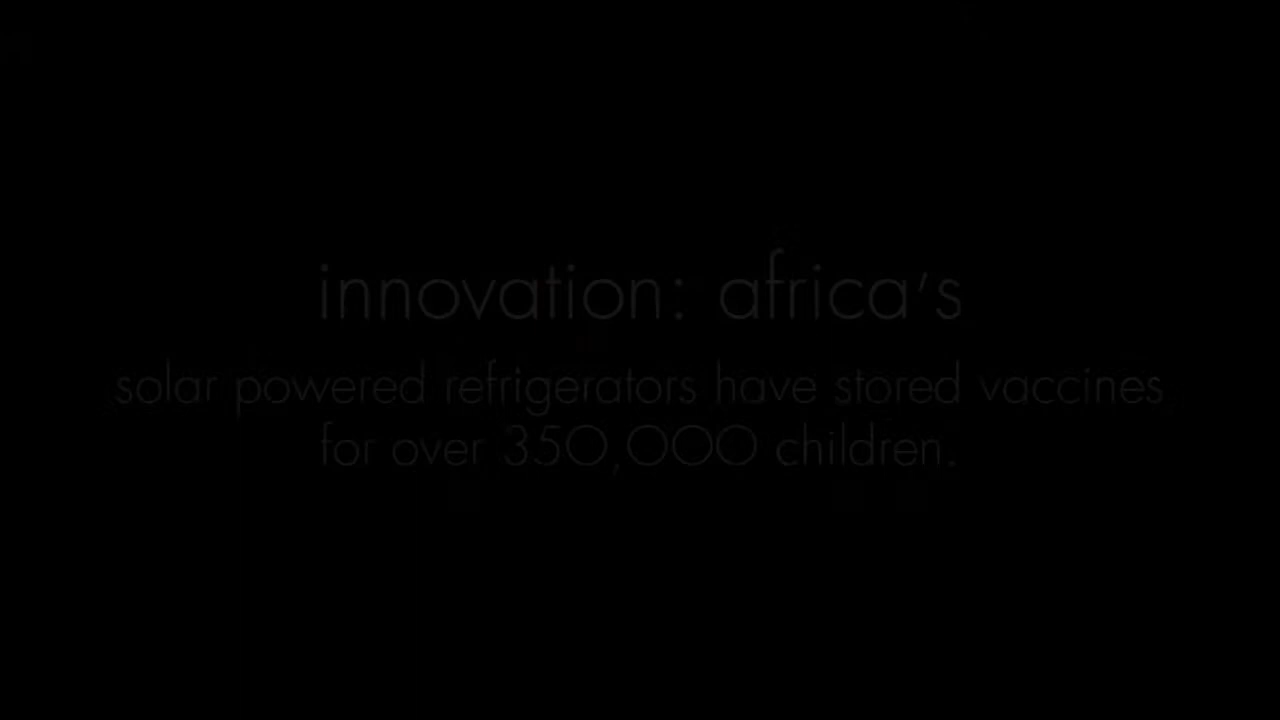 innovation: africa's
solar powered refrigerators have stored vaccines
for over 350,000 children.